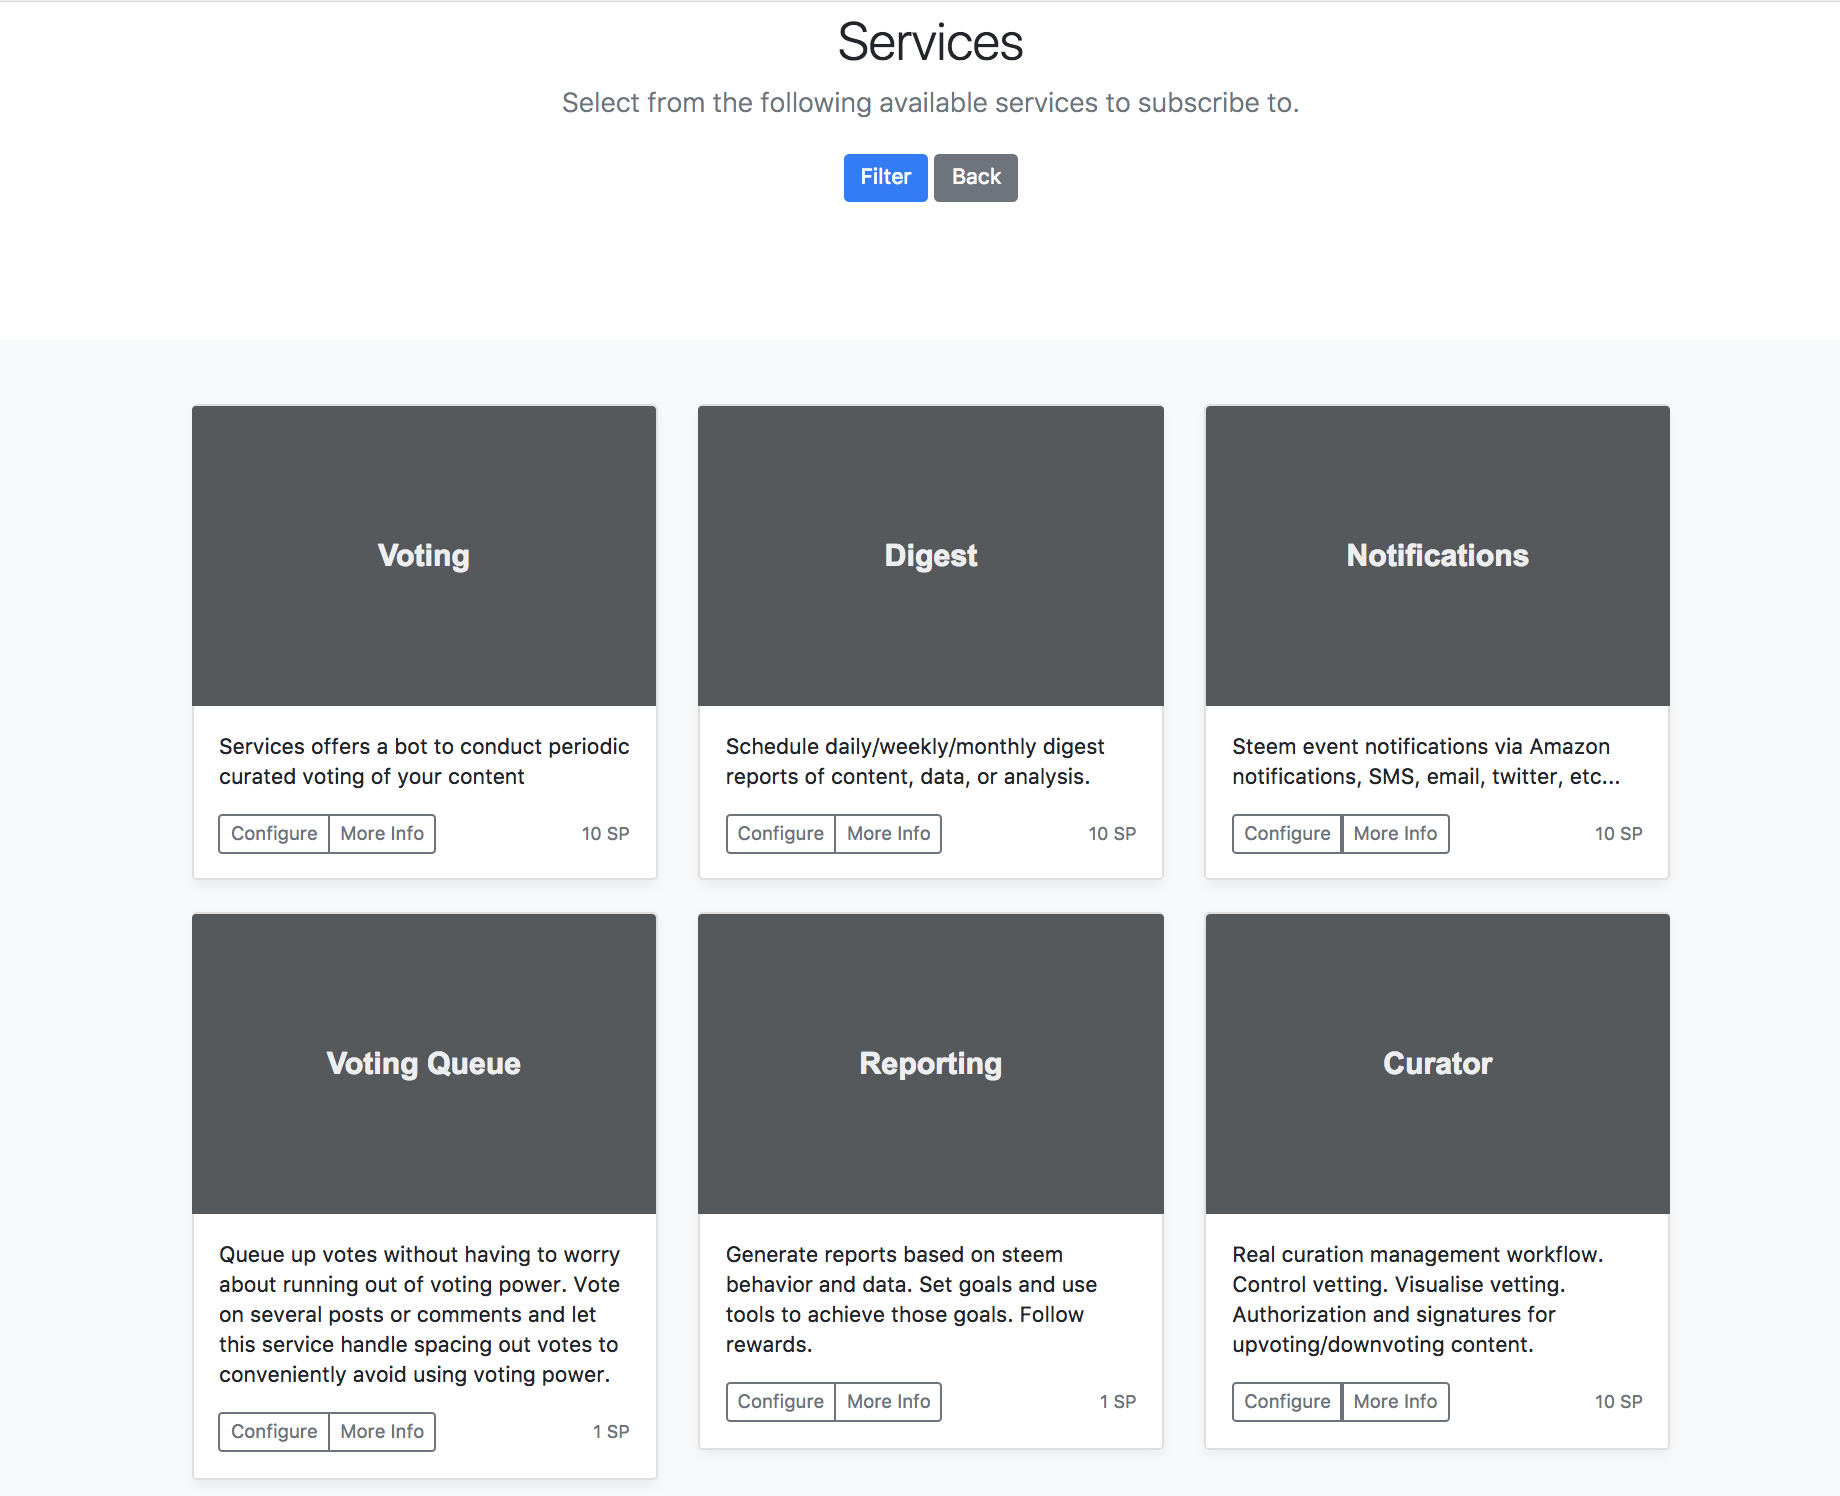 Services
Select from the following available services to subscribe to.
Filter Back
Voting
Services offers a bot to conduct periodic
curated voting of your content
Configure More Info 10 SP
Digest
Schedule daily/weekly/monthly digest
reports of content, data, or analysis.
Configure More Info 10 SP
Notifications
Steem event notifications via Amazon
notifications, SMS, email, twitter, etc...
Configure More Info 10 SP
Voting Queue
Queue up votes without having to worry
about running out of voting power. Vote
on several posts or comments and let
this service handle spacing out votes to
conveniently avoid using voting power.
Configure More Info 1 SP
Reporting
Generate reports based on steem
behavior and data. Set goals and use
tools to achieve those goals. Follow
rewards.
Configure More Info 1 SP
Curator
Real curation management workflow.
Control vetting. Visualise vetting.
Authorization and signatures for
upvoting/downvoting content.
Configure More Info 10 SP